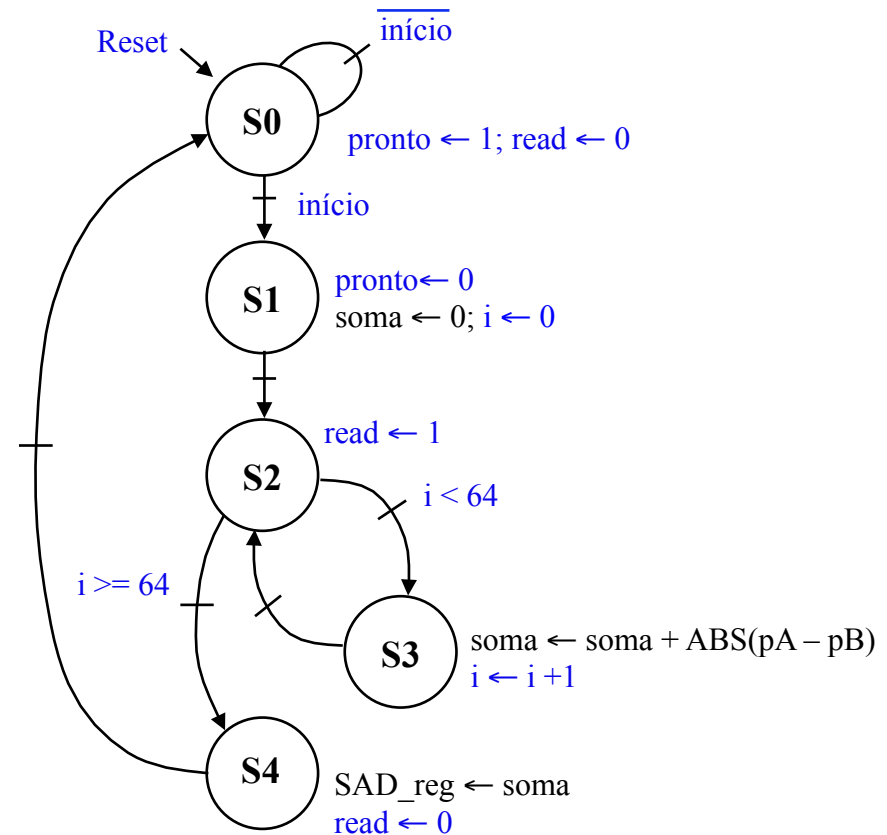 início
Reset
S0
pronto ← 1; read ← 0
início
S1
pronto← 0
soma ← 0; i ← 0
read ← 1
S2
i < 64
i >= 64
S3
soma ← soma + ABS(pA – pB)
i ← i +1
S4
SAD_reg ← soma
read ← 0